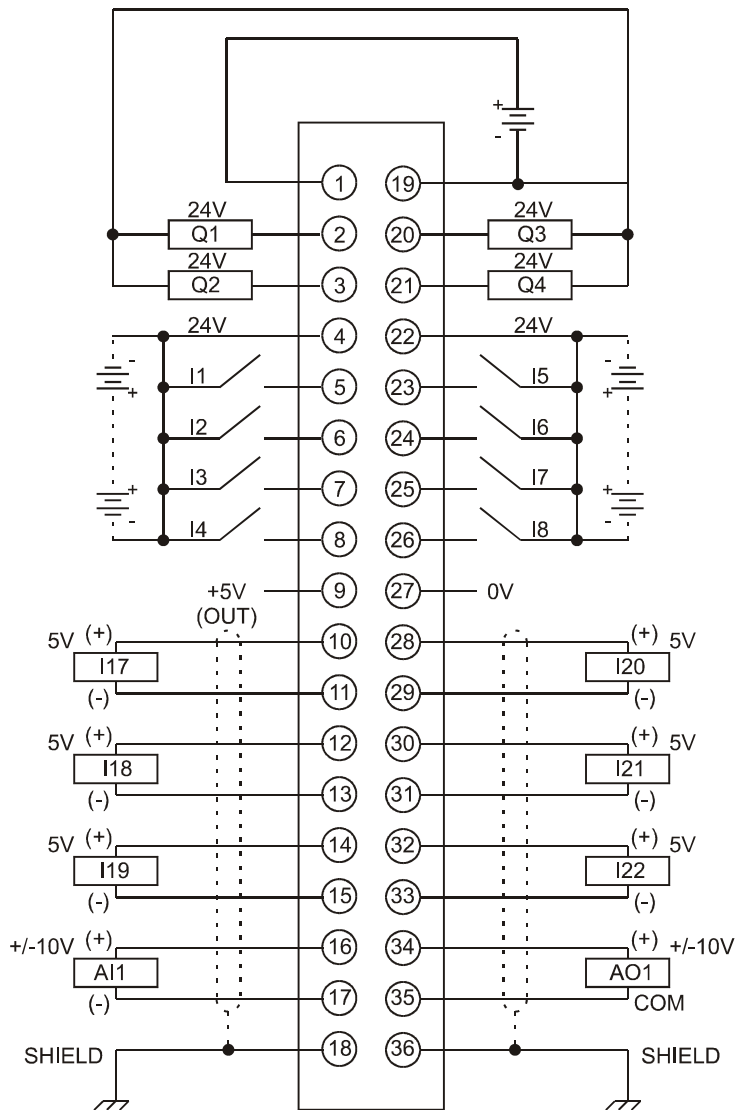 +
-
1 19
24V 24V
Q1 2 20 Q3
24V 24V
Q2 3 21 Q4
24V 4 22 24V
- -
I1 I5
+ 5 23 +
I2 I6
6 24
I3 I7
+ 7 25 +
- -
I4 8 26 I8
+5V 9 27 0V
(OUT)
5V (+) 10 28 (+) 5V
I17 I20
(-) 11 29 (-)
5V (+) 12 30 (+) 5V
I18 I21
(-) 13 31 (-)
5V (+) 14 32 (+) 5V
I19 I22
(-) 15 33 (-)
+/-10V (+) 16 34 (+) +/-10V
AI1 AO1
(-) 17 35 COM
SHIELD 18 36 SHIELD